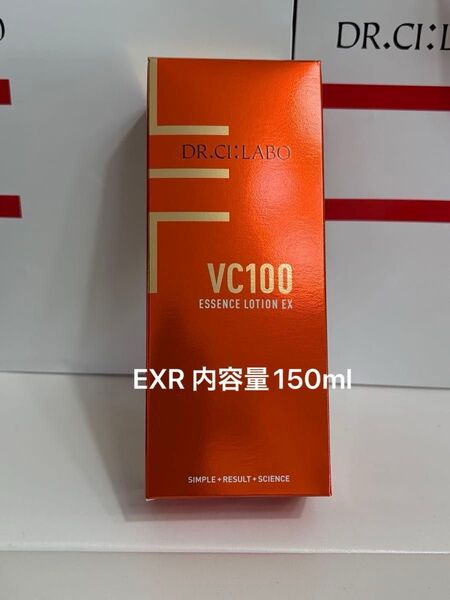 DR.CI:LABO
DR.CI:LABO
VC100
ESSENCE LOTION EX
EXR 内容量150ml
SIMPLE+RESULT+SCIENCE